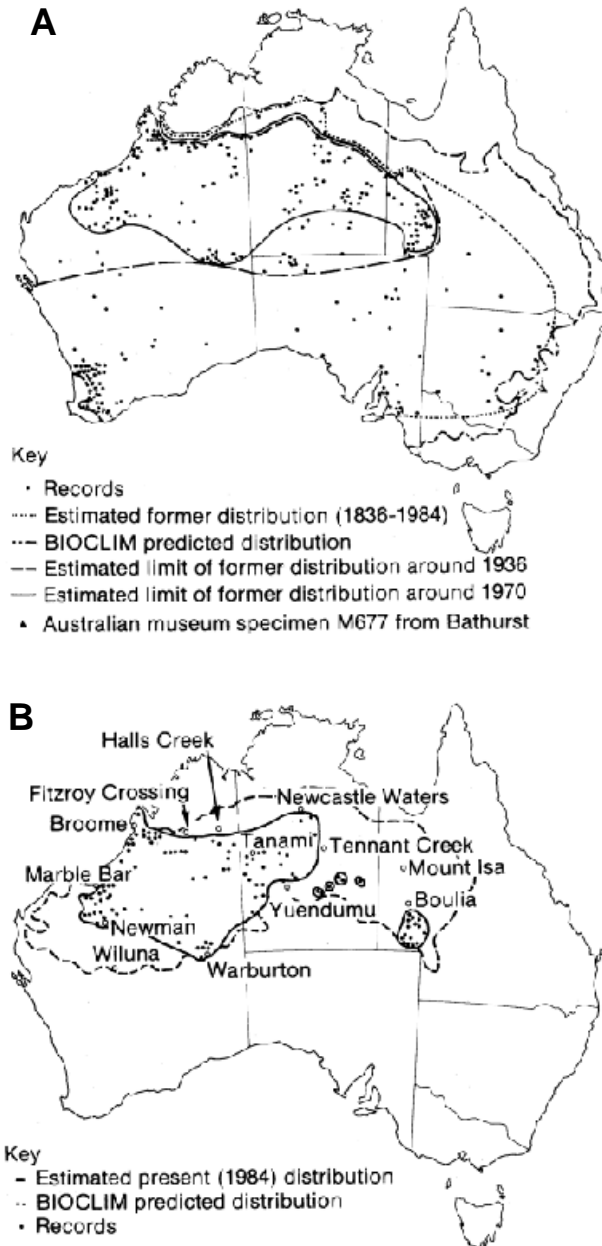 A
Key
Records
Estimated former distribution (1836-1984)
BIOCLIM predicted distribution
Estimated limit of former distribution around 1936
Estimated limit of former distribution around 1970
Australian museum specimen M677 from Bathurst
B
Halls Creek
Fitzroy Crossing
Newcastle Waters
Broome
Tanami
Tennant Creek
Marble Bar
Mount Isa
Boulia
Yuendumu
Newman
Wiluna
Warburton
Key
Estimated present (1984) distribution
BIOCLIM predicted distribution
Records